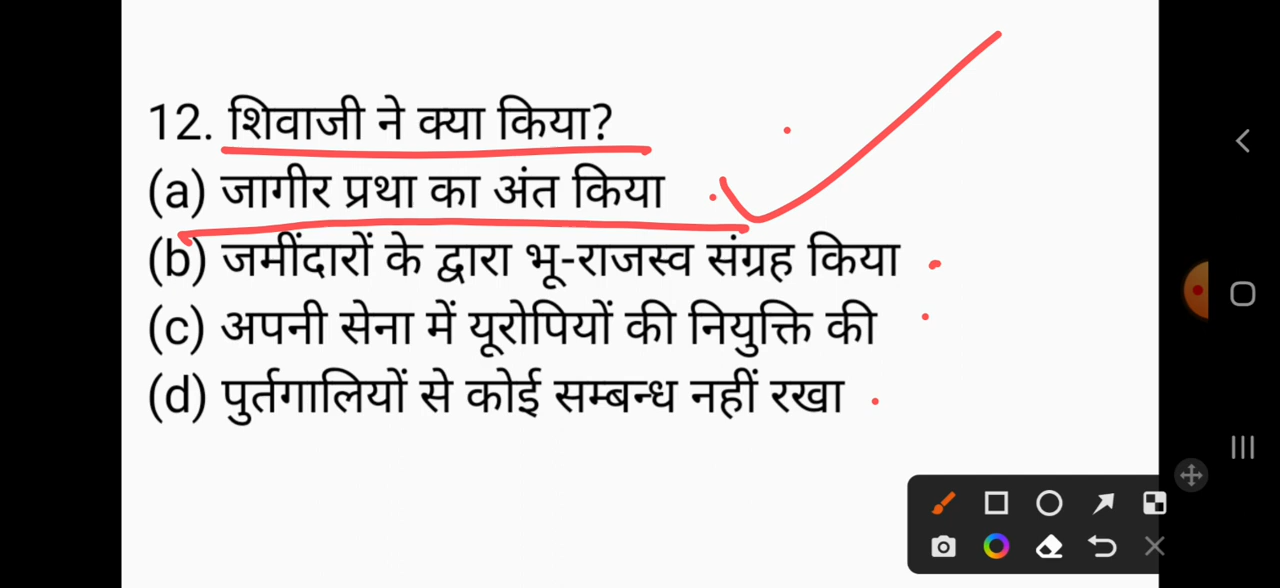 12. शिवाजी ने क्या किया?
(a) जागीर प्रथा का अंत किया
(b) जमींदारों के द्वारा भू-राजस्व संग्रह किया
(c) अपनी सेना में यूरोपियों की नियुक्ति की
(d) पुर्तगालियों से कोई सम्बन्ध नहीं रखा